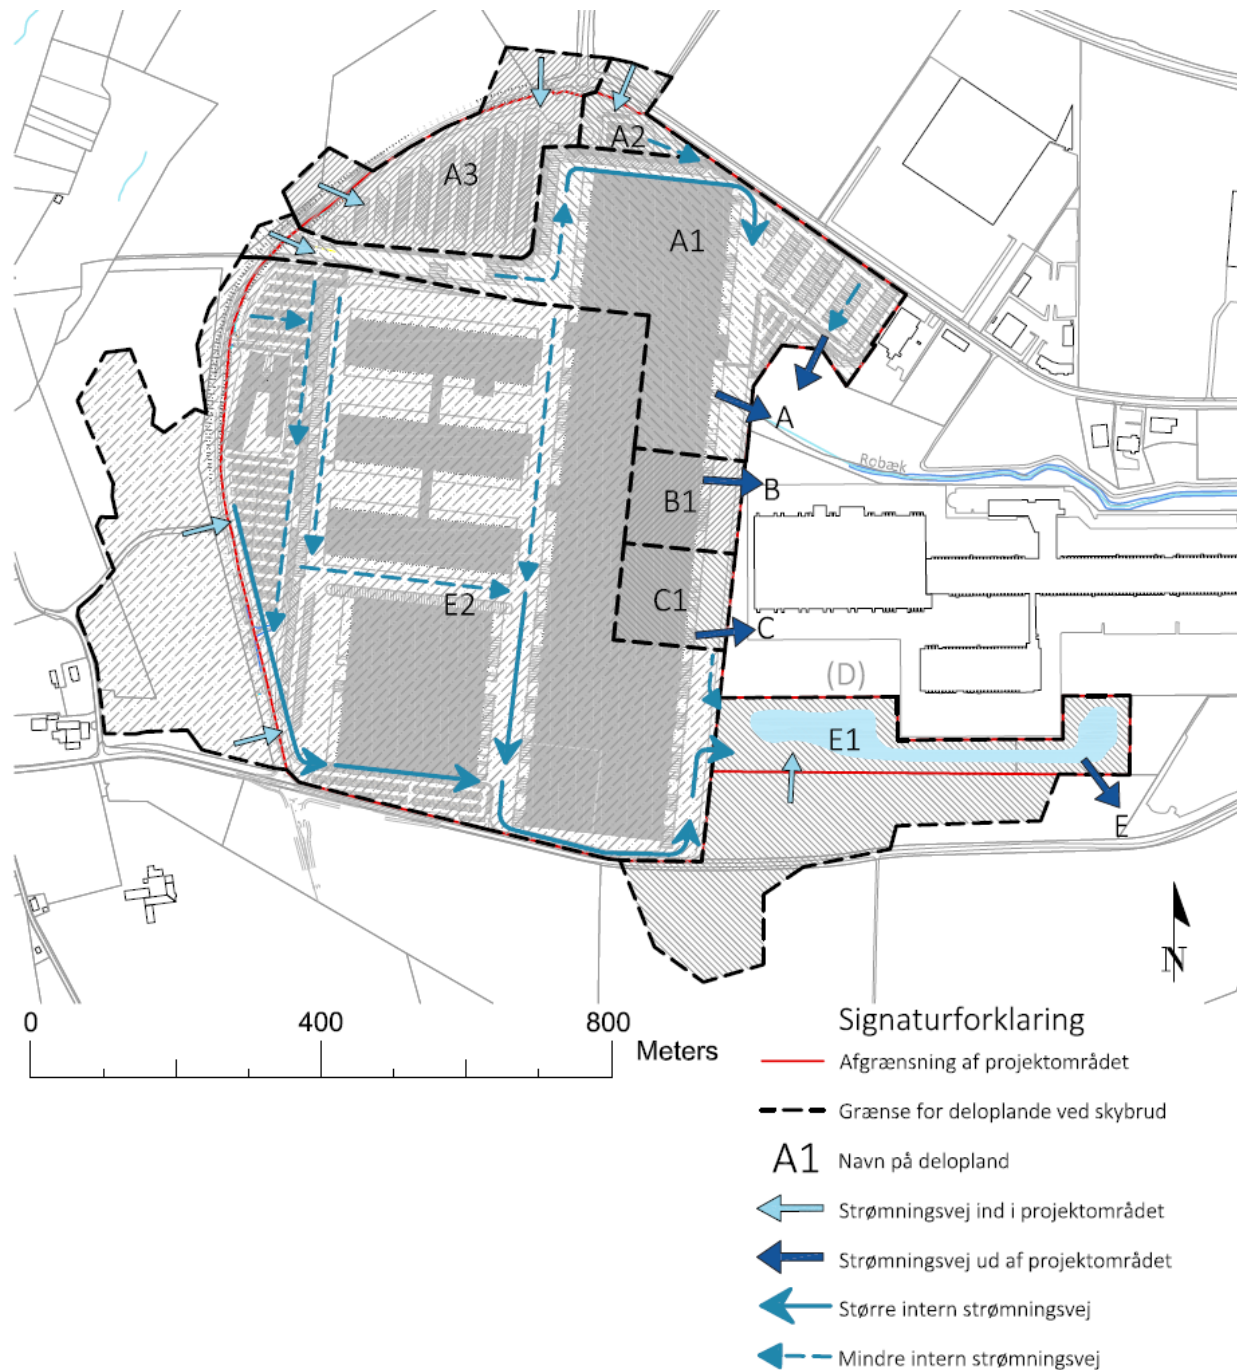 A2
A3
A1
A
Robæk
B
B1
C1
E2
C
(D)
E1
E
N
0 400 800
Meters
Signaturforklaring
Afgrænsning af projektområdet
Grænse for deloplande ved skybrud
A1 Navn på delopland
Strømningsvej ind i projektområdet
Strømningsvej ud af projektområdet
Större intern strømningsvej
Mindre intern strømningsvej